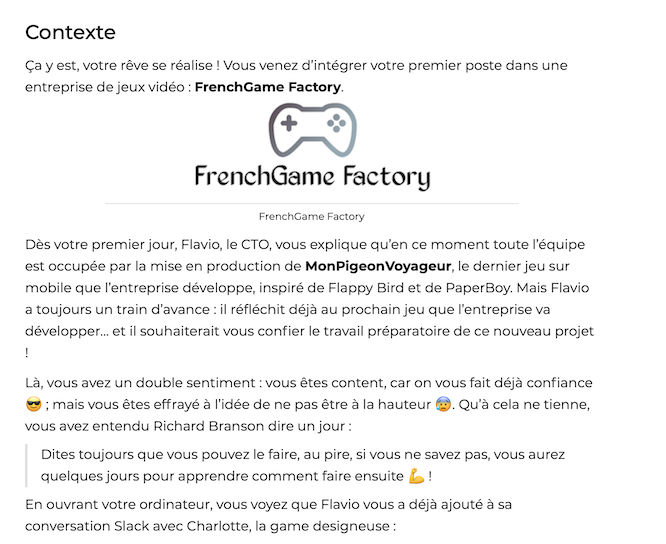 Contexte
Ça y est, votre rêve se réalise ! Vous venez d’intégrer votre premier poste dans une
entreprise de jeux vidéo : FrenchGame Factory.
FrenchGame Factory
FrenchGame Factory
Dès votre premier jour, Flavio, le CTO, vous explique qu’en ce moment toute l’équipe
est occupée par la mise en production de MonPigeonVoyageur, le dernier jeu sur
mobile que l’entreprise développe, inspiré de Flappy Bird et de PaperBoy. Mais Flavio
a toujours un train d’avance : il réfléchit déjà au prochain jeu que l’entreprise va
développer... et il souhaiterait vous confier le travail préparatoire de ce nouveau projet
!
Là, vous avez un double sentiment : vous êtes content, car on vous fait déjà confiance
😎 ; mais vous êtes effrayé à l’idée de ne pas être à la hauteur 😰. Qu’à cela ne tienne,
vous avez entendu Richard Branson dire un jour :
Dites toujours que vous pouvez le faire, au pire, si vous ne savez pas, vous aurez
quelques jours pour apprendre comment faire ensuite 💪 !
En ouvrant votre ordinateur, vous voyez que Flavio vous a déjà ajouté à sa
conversation Slack avec Charlotte, la game designeuse :